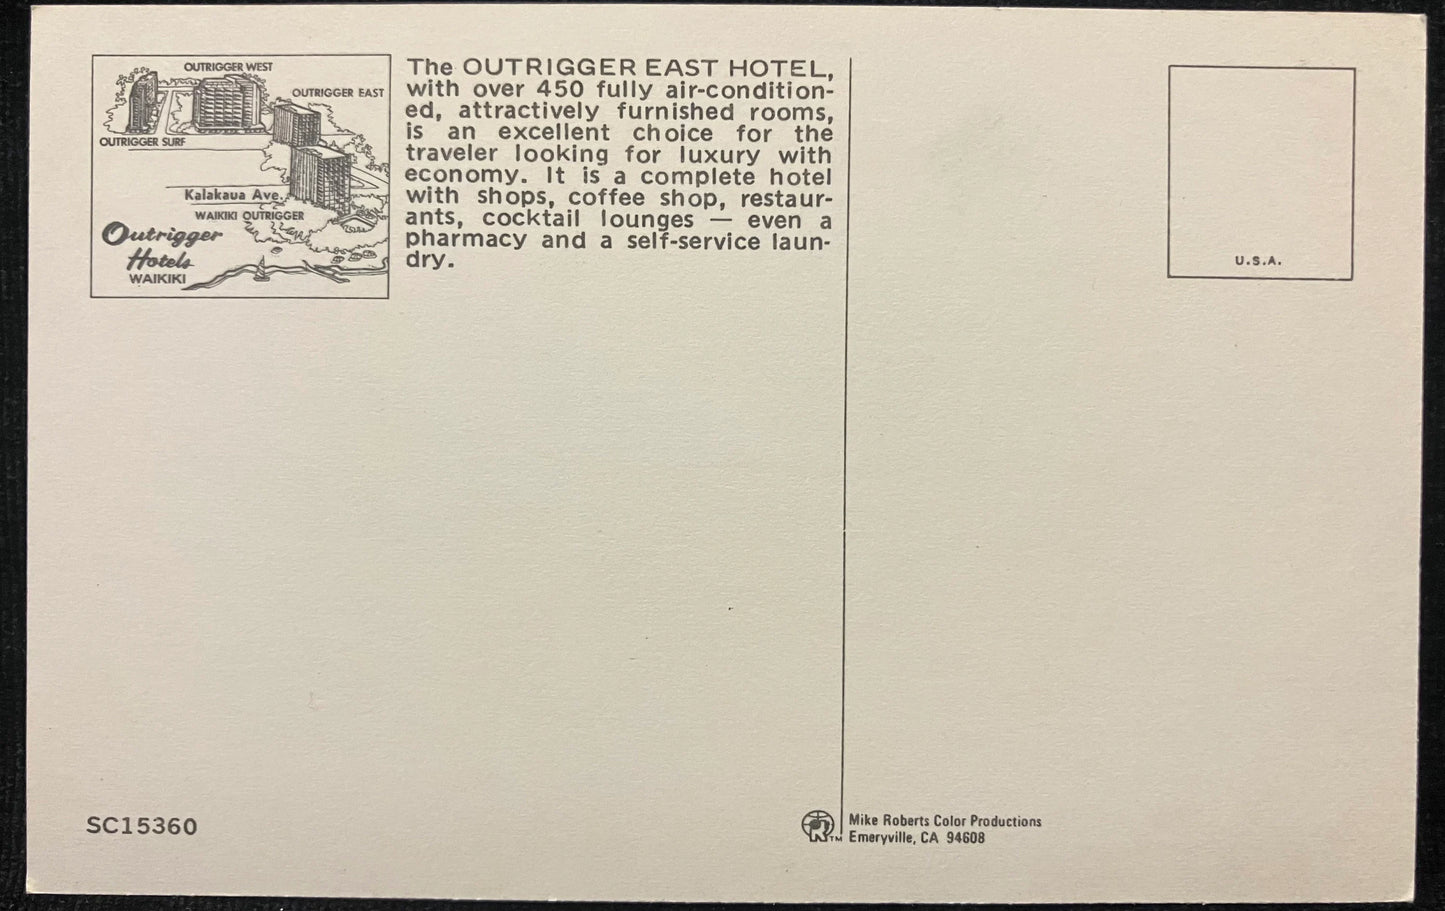 OUTRIGGER WEST
OUTRIGGER EAST
OUTRIGGER SURF
Kalakaua Ave.
WAIKIKI OUTRIGGER
Outrigger
Hotels
WAIKIKI
The OUTRIGGER EAST HOTEL,
with over 450 fully air-condition-
ed, attractively furnished rooms,
is an excellent choice for the
traveler looking for luxury with
economy. It is a complete hotel
with shops, coffee shop, restaur-
ants, cocktail lounges — even a
pharmacy and a self-service laun-
dry.
U.S.A.
SC15360
R TM
Mike Roberts Color Productions
Emeryville, CA 94608